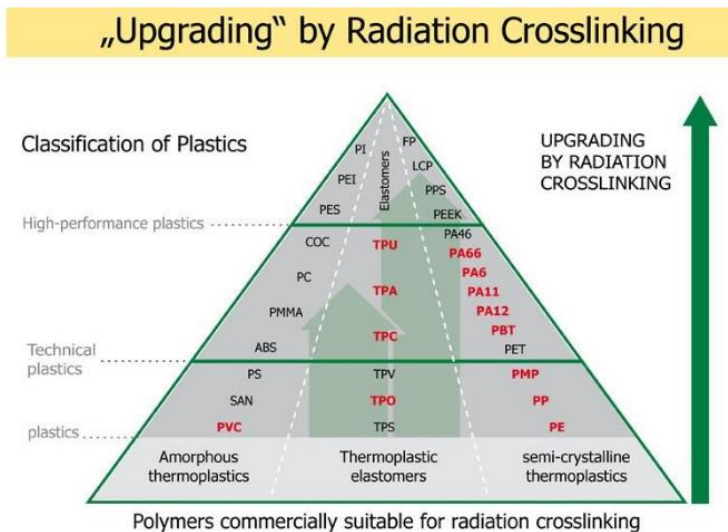 „Upgrading“ by Radiation Crosslinking
Classification of Plastics
UPGRADING
BY RADIATION
CROSSLINKING
High-performance plastics
Technical
plastics
plastics
PI
PEI
PES
Elastomers
FP
LCP
PPS
PEEK
COC
PC
PMMA
ABS
TPU
TPA
TPC
PA46
PA66
PA6
PA11
PA12
PBT
PET
PS
SAN
PVC
TPV
TPO
TPS
PMP
PP
PE
Amorphous
thermoplastics
Thermoplastic
elastomers
semi-crystalline
thermoplastics
Polymers commercially suitable for radiation crosslinking